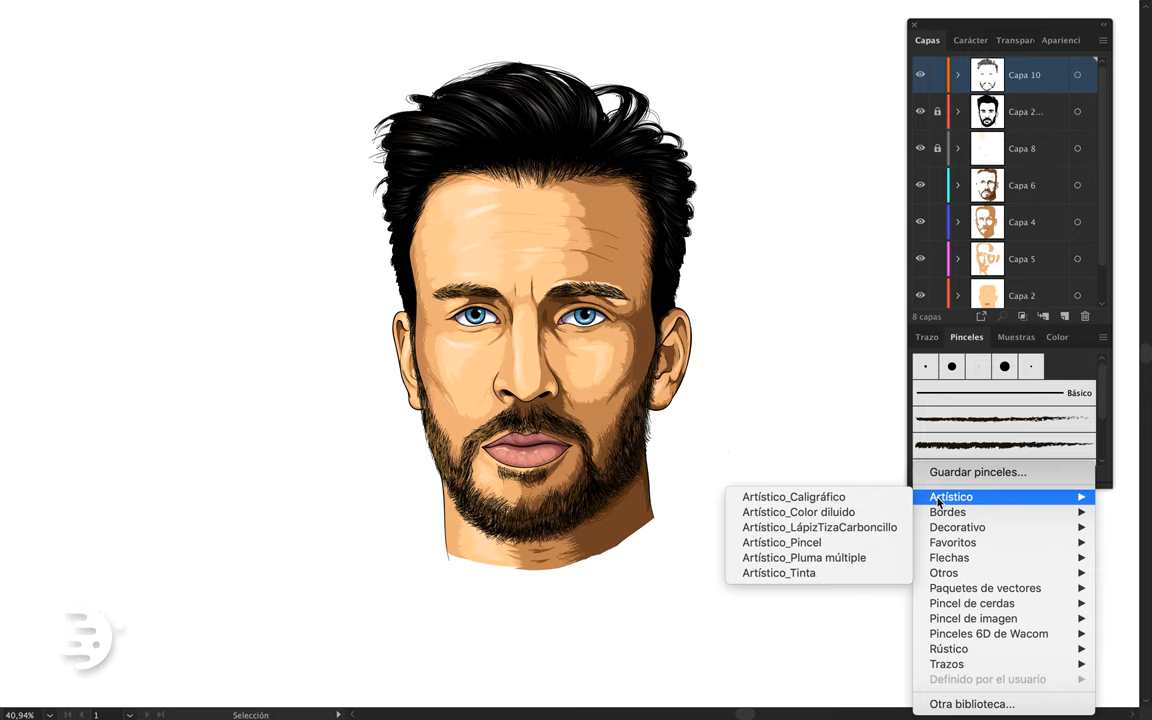 Capas Carácter Transpar Aparienci
Capa 10
Capa 2...
Capa 8
Capa 6
Capa 4
Capa 5
Capa 2
8 capas
Trazo Pinceles Muestras Color
Básico
Guardar pinceles...
Artístico
Bordes
Decorativo
Favoritos
Flechas
Otros
Paquetes de vectores
Pincel de cerdas
Pincel de imagen
Pinceles 6D de Wacom
Rústico
Trazos
Definido por el usuario
Otra biblioteca...
Artístico_Caligráfico
Artístico_Color diluido
Artístico_LápizTizaCarboncillo
Artístico_Pincel
Artístico_Pluma múltiple
Artístico_Tinta
40,94% 1 Selección